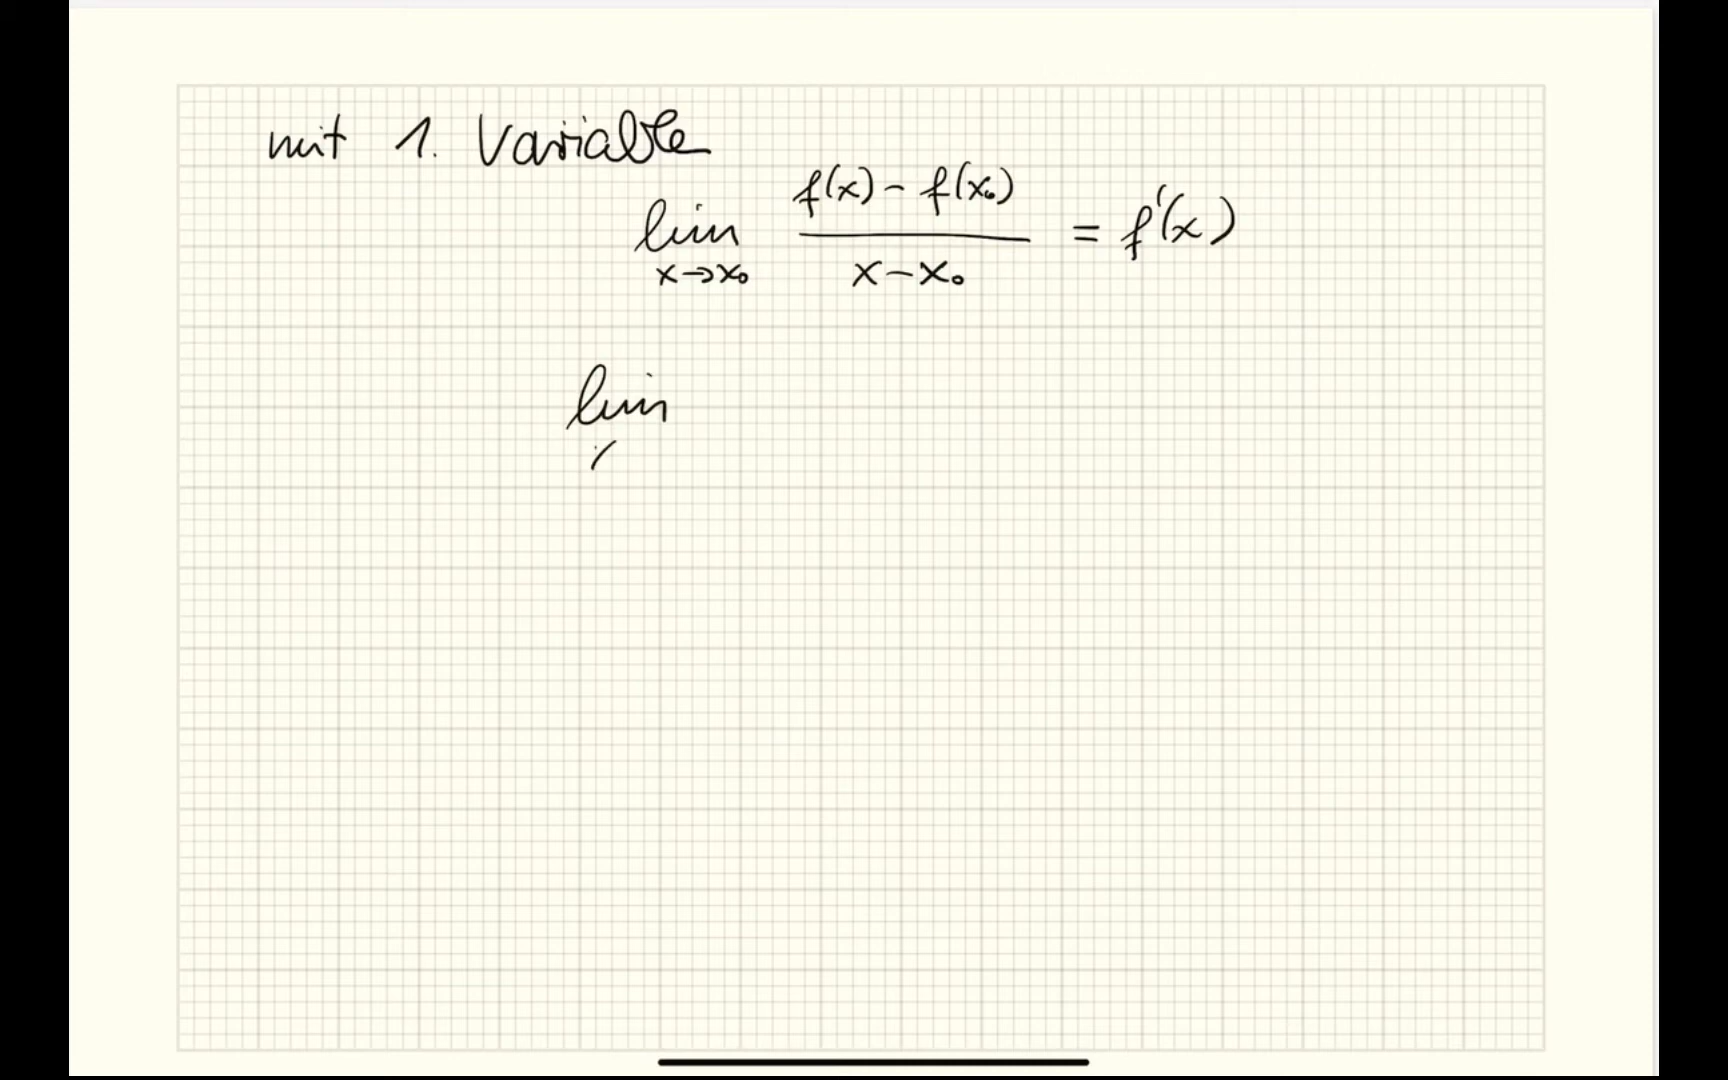 mit 1. Variable
lim x→x₀ (f(x) - f(x₀)) / (x - x₀) = f'(x)
lim